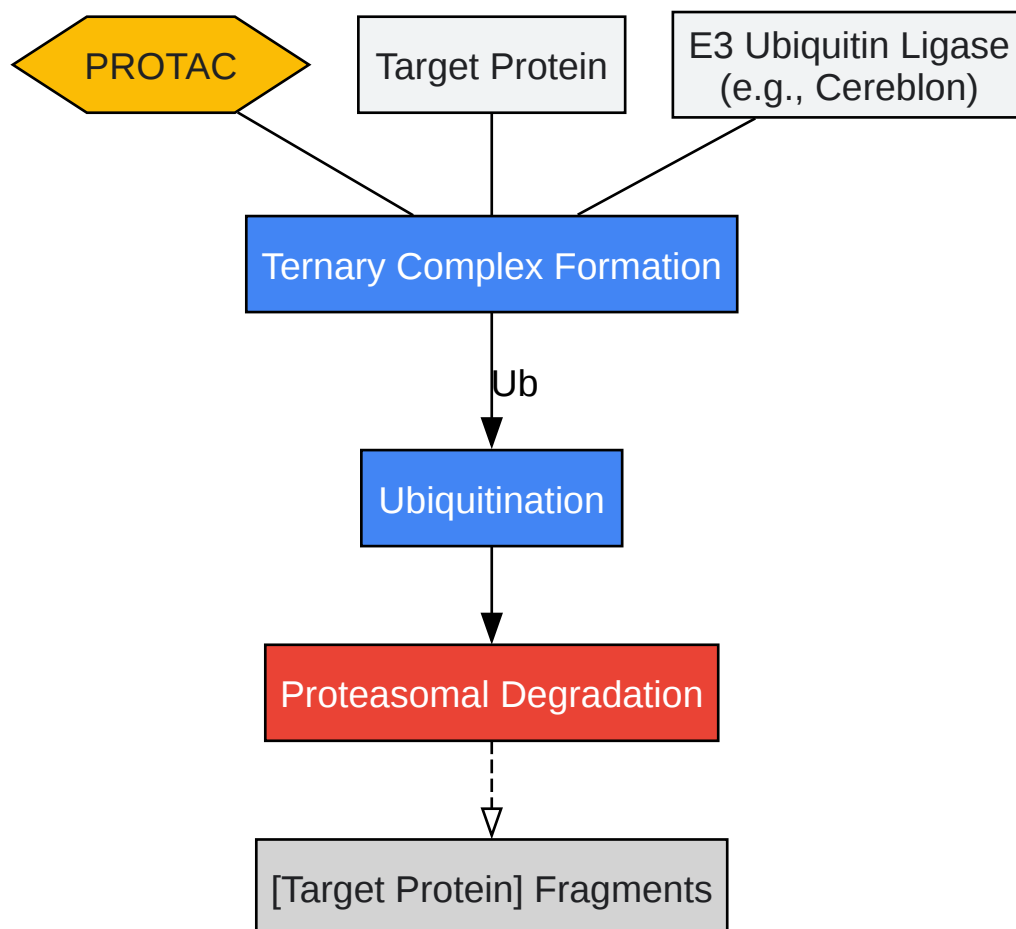 PROTAC
Target Protein
E3 Ubiquitin Ligase
(e.g., Cereblon)
Ternary Complex Formation
Ub
Ubiquitination
Proteasomal Degradation
[Target Protein] Fragments